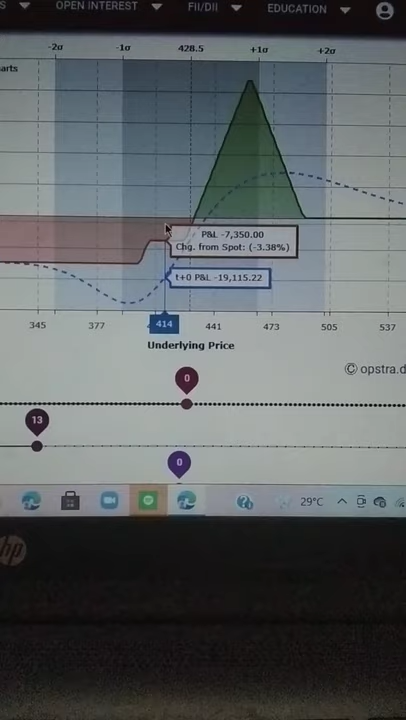 S OPEN INTEREST FII/DII EDUCATION
-2σ -1σ 428.5 +1σ +2σ
arts
P&L -7,350.00
Chg. from Spot: (-3.38%)
t+0 P&L -19,115.22
345 377 414 441 473 505 537
Underlying Price
© opstra.d
0
13
0
29°C
hp